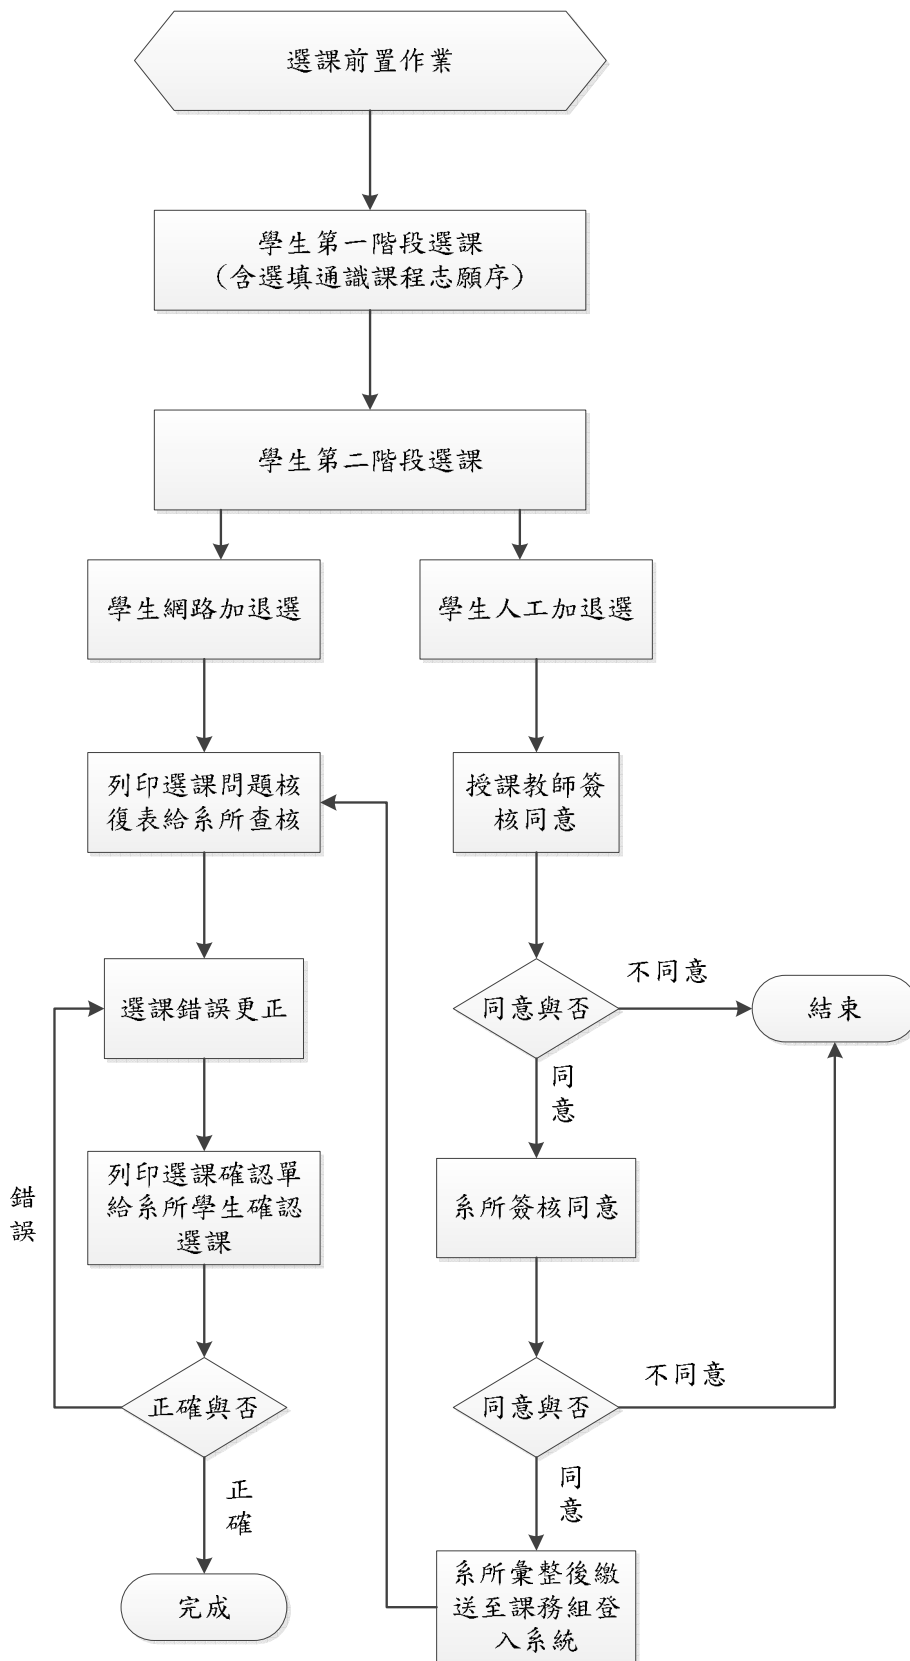 選課前置作業
學生第一階段選課
(含選填通識課程志願序)
學生第二階段選課
學生網路加退選
學生人工加退選
列印選課問題核
復表給系所查核
授課教師簽
核同意
選課錯誤更正
同意與否
不同意
結束
同
意
列印選課確認單
給系所學生確認
選課
系所簽核同意
錯
誤
正確與否
同意與否
不同意
正
確
同
意
完成
系所彙整後繳
送至課務組登
入系統